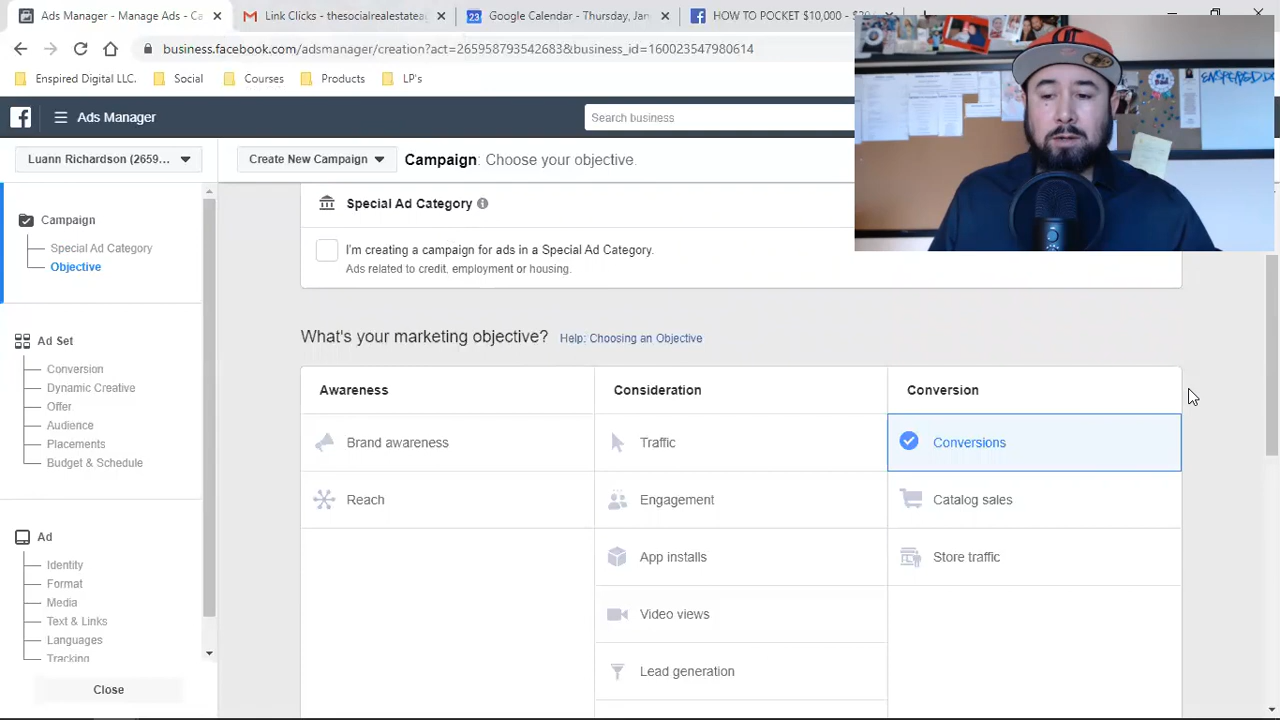 Ads Manager - Manage Ads - Ca
Link Clicks - therealrealestatea
Google Calendar - Thursday, Jan
HOW TO POCKET $10,000 - $20
business.facebook.com/
creation?act=265958793542683&business_id=160023547980614
Enspired Digital LLC.
Social
Courses
Products
LP's
Ads Manager
Search business
Luann Richardson (2659...
Create New Campaign
Campaign: Choose your objective.
Campaign
Special Ad Category
Objective
Ad Set
Conversion
Dynamic Creative
Offer
Audience
Placements
Budget & Schedule
Ad
Identity
Format
Media
Text & Links
Languages
Tracking
Close
Special Ad Category
I'm creating a campaign for ads in a Special Ad Category.
Ads related to credit, employment or housing.
What's your marketing objective? Help: Choosing an Objective
Awareness
Consideration
Conversion
Brand awareness
Traffic
Conversions
Reach
Engagement
Catalog sales
App installs
Store traffic
Video views
Lead generation